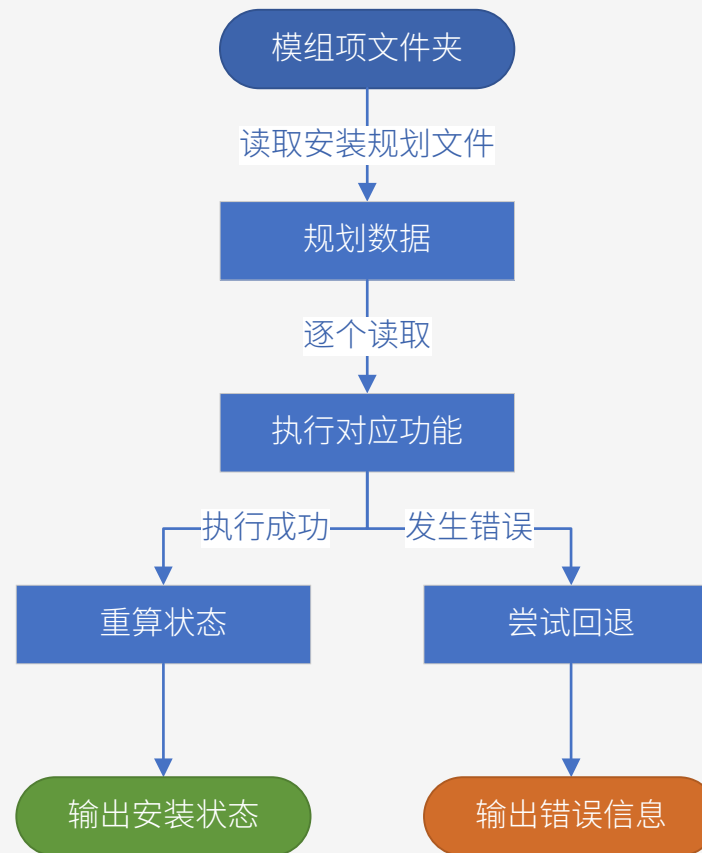 模组项文件夹
读取安装规划文件
规划数据
逐个读取
执行对应功能
执行成功
发生错误
重算状态
尝试回退
输出安装状态
输出错误信息